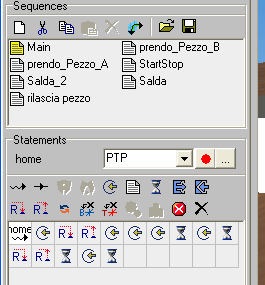 Sequences
Main
prendo_Pezzo_B
prendo_Pezzo_A
StartStop
Salda_2
Salda
rilascia pezzo
Statements
home
PTP
...
home